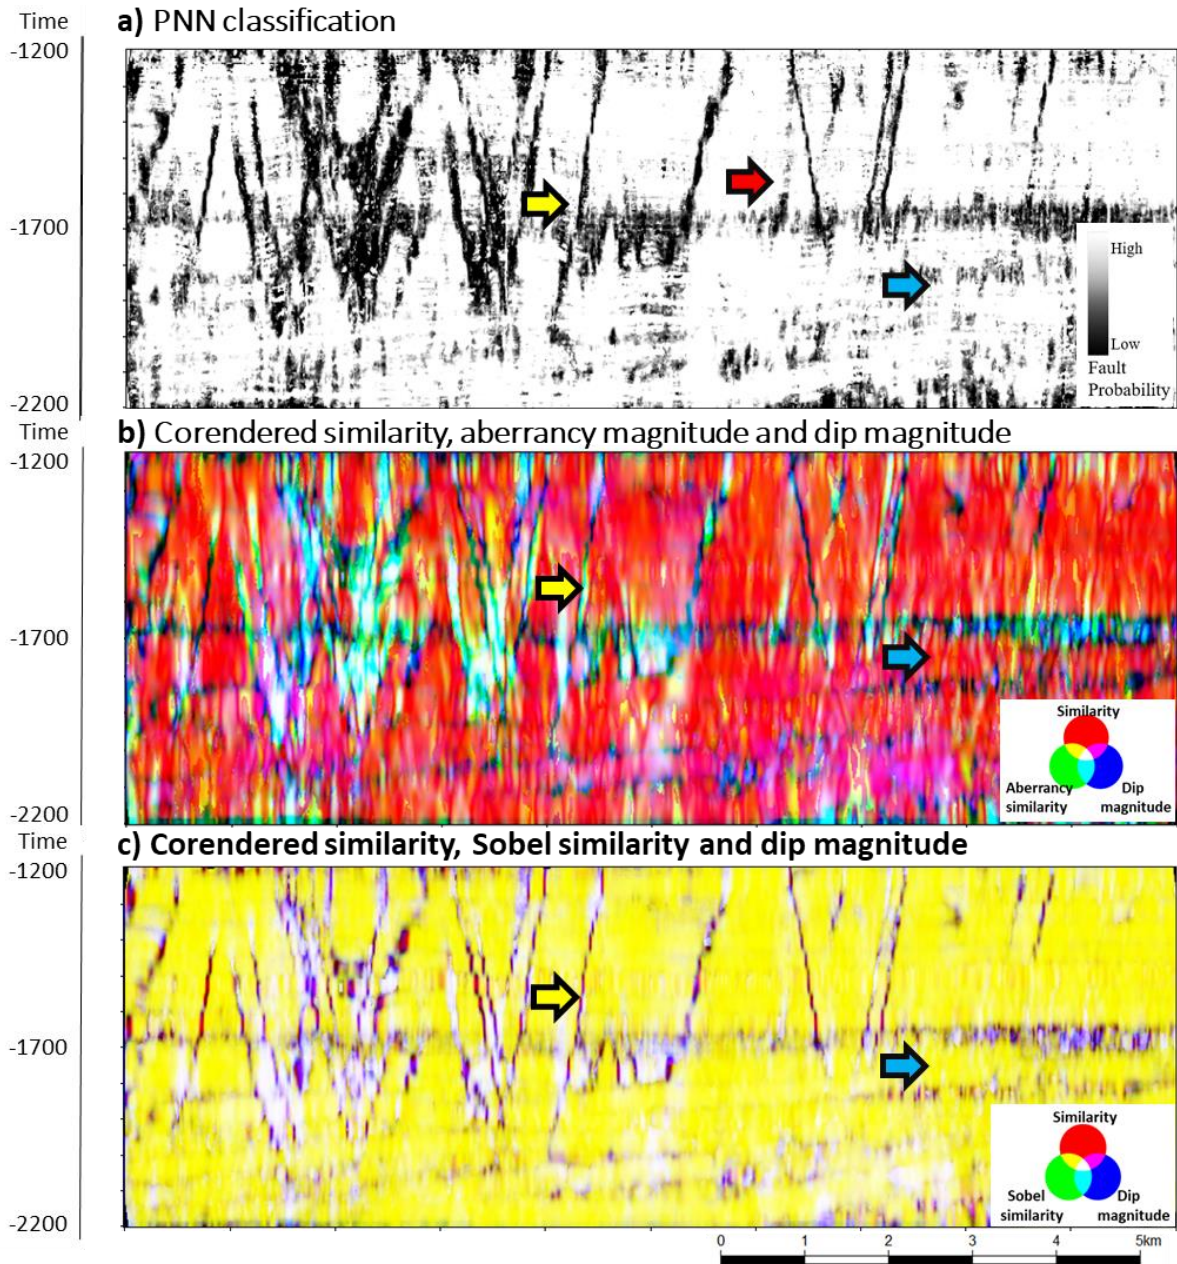 Time
a) PNN classification
-1200
-1700
-2200
High
Low
Fault
Probability
Time
b) Corendered similarity, aberrancy magnitude and dip magnitude
-1200
-1700
-2200
Similarity
Aberrancy
similarity
Dip
magnitude
Time
c) Corendered similarity, Sobel similarity and dip magnitude
-1200
-1700
-2200
Similarity
Sobel
similarity
Dip
magnitude
0 1 2 3 4 5km